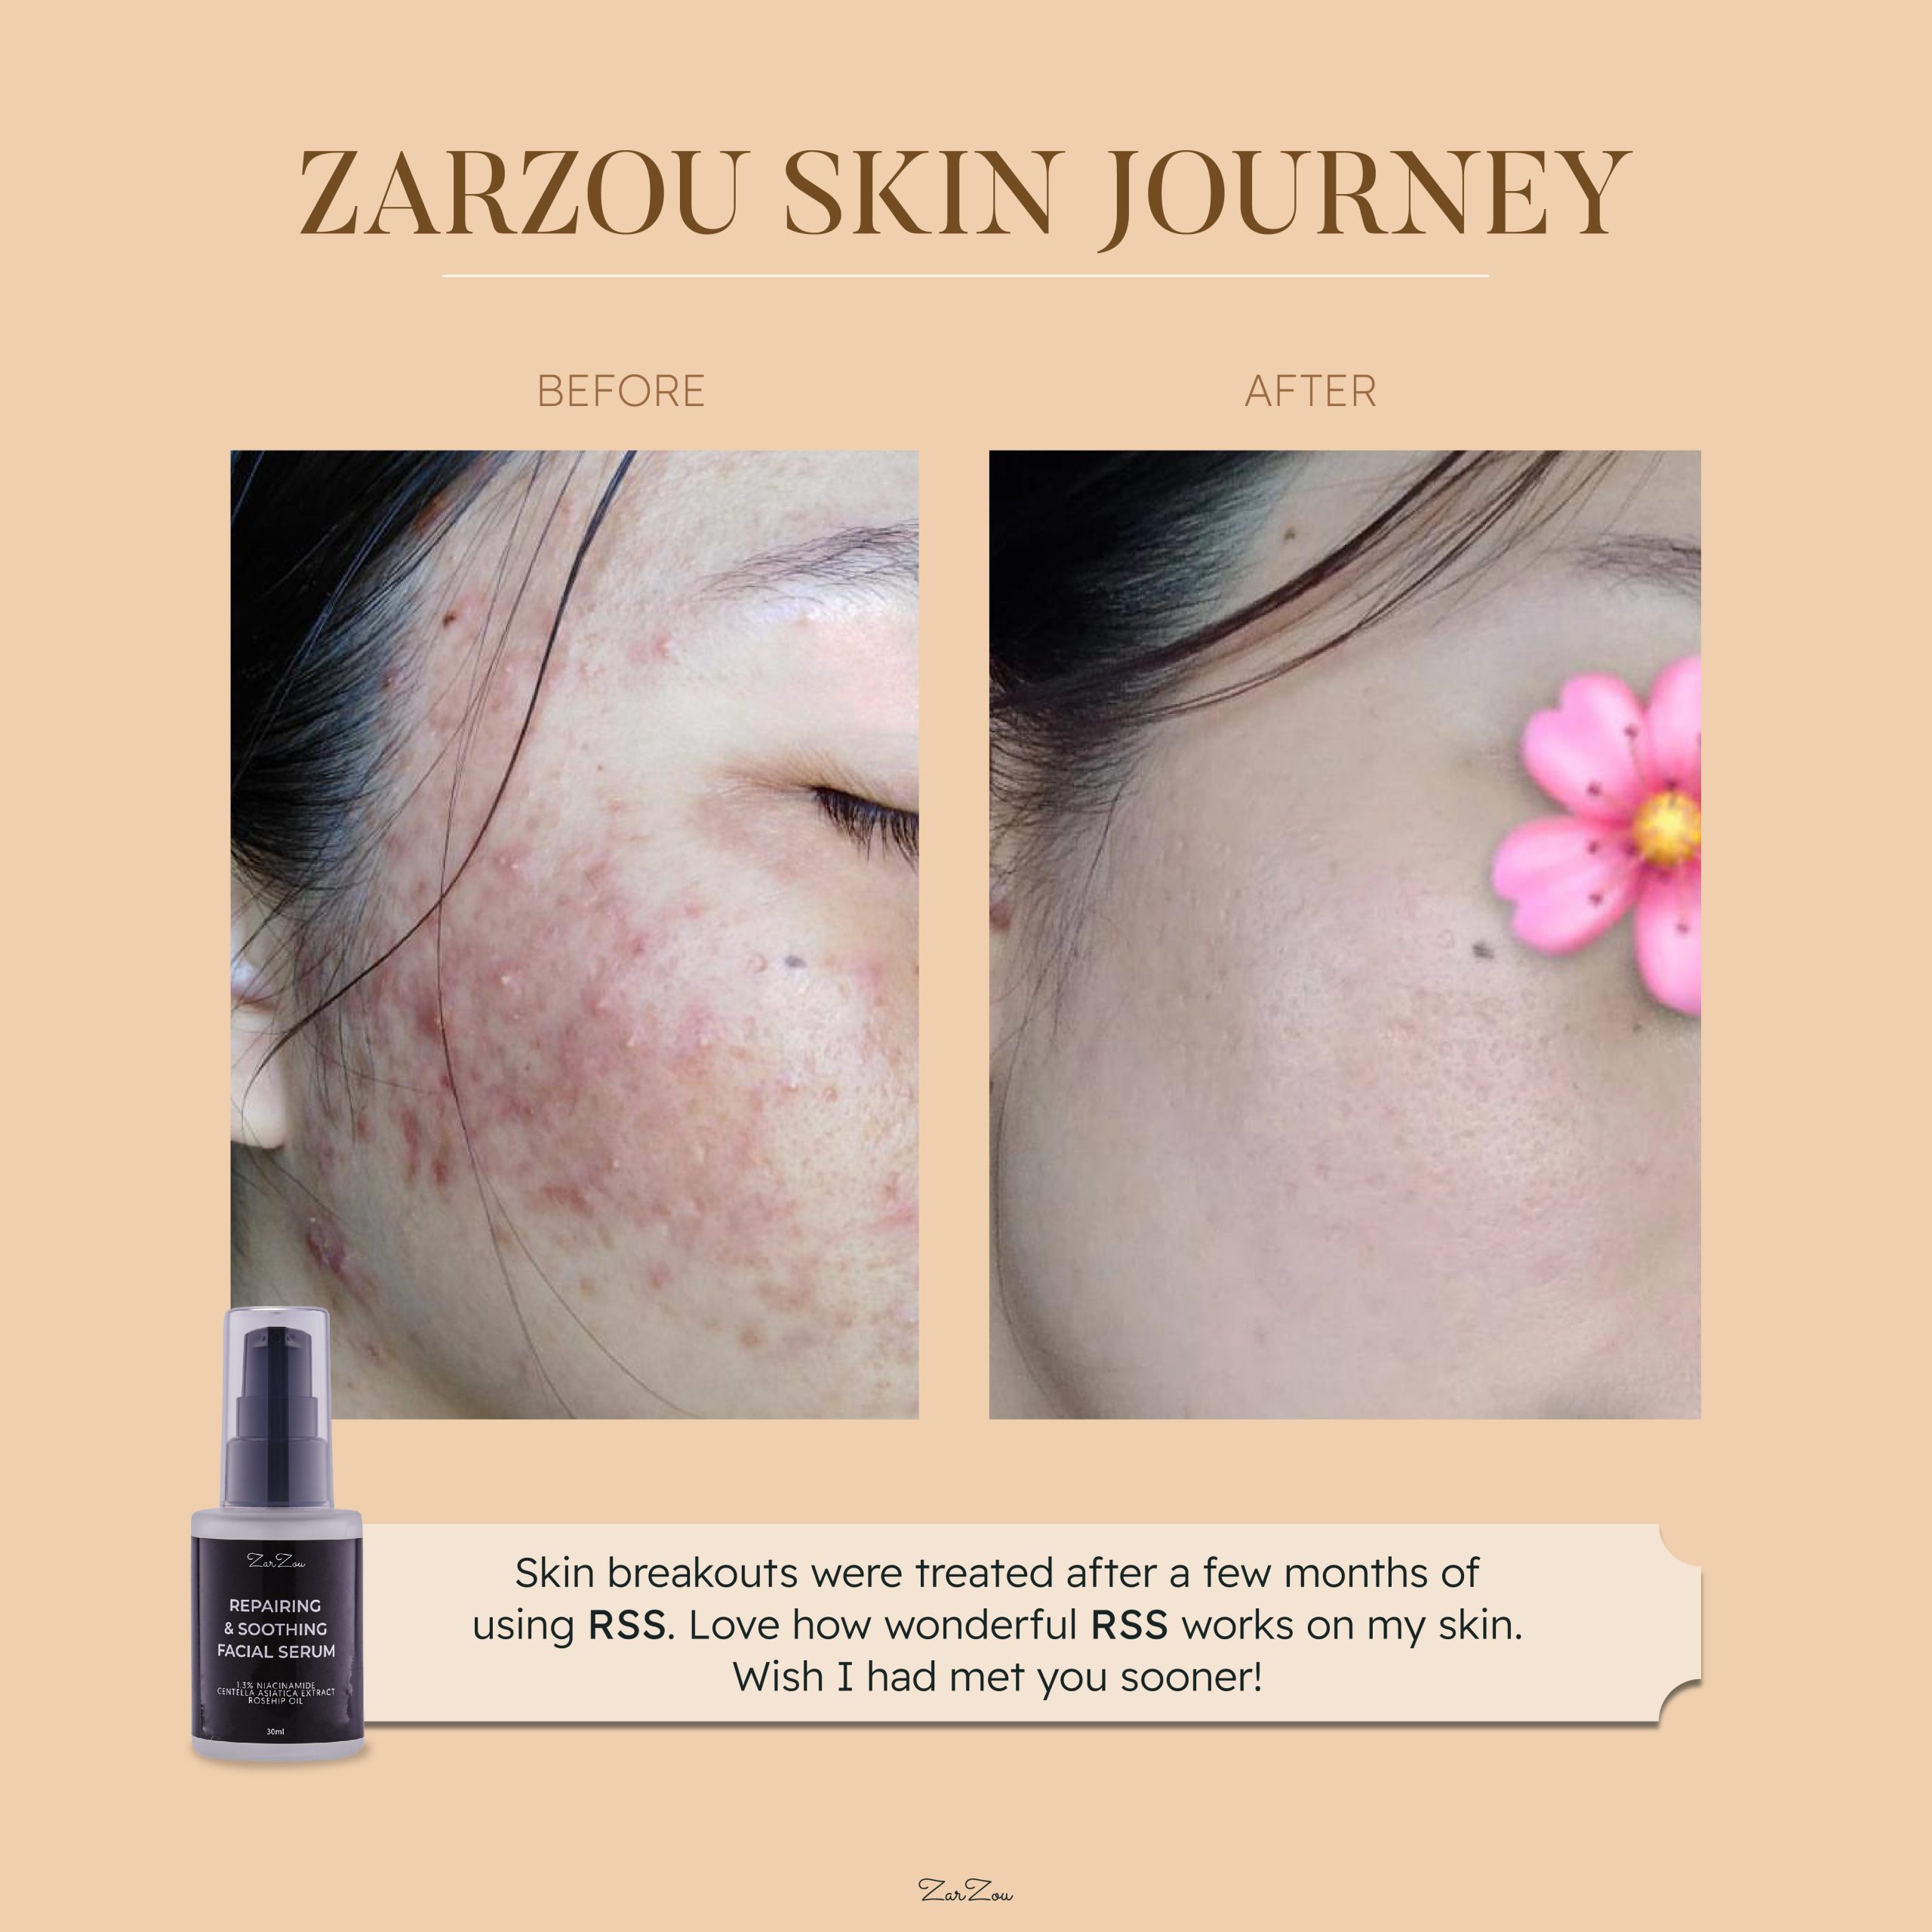 ZARZOU SKIN JOURNEY
BEFORE
AFTER
ZarZou
REPAIRING
& SOOTHING
FACIAL SERUM
1.3% NIACINAMIDE
CENTELLA ASIATICA EXTRACT
ROSEHIP OIL
30ml
Skin breakouts were treated after a few months of
using RSS. Love how wonderful RSS works on my skin.
Wish I had met you sooner!
ZarZou